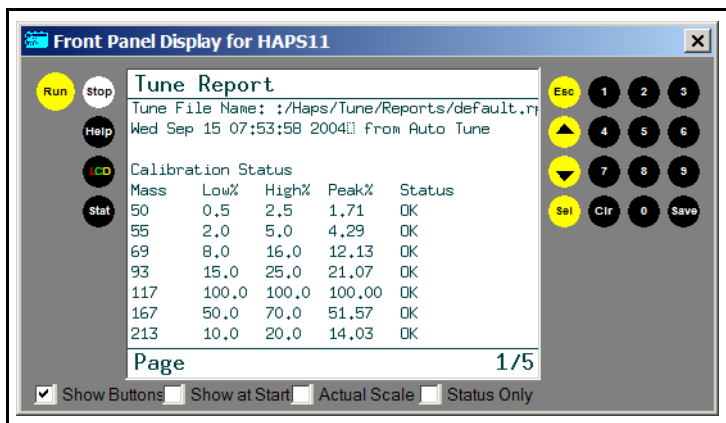 Front Panel Display for HAPS11
Run Stop
Help
LCD
Stat
Tune Report
Tune File Name: :/Haps/Tune/Reports/default.
Wed Sep 15 07:53:58 2004 from Auto Tune
Calibration Status
Mass Low% High% Peak% Status
50 0.5 2.5 1.71 OK
55 2.0 5.0 4.29 OK
69 8.0 16.0 12.13 OK
93 15.0 25.0 21.07 OK
117 100.0 100.0 100.00 OK
167 50.0 70.0 51.57 OK
213 10.0 20.0 14.03 OK
Page 1/5
Esc 1 2 3
4 5 6
7 8 9
Sel Clr 0 Save
Show Buttons Show at Start Actual Scale Status Only